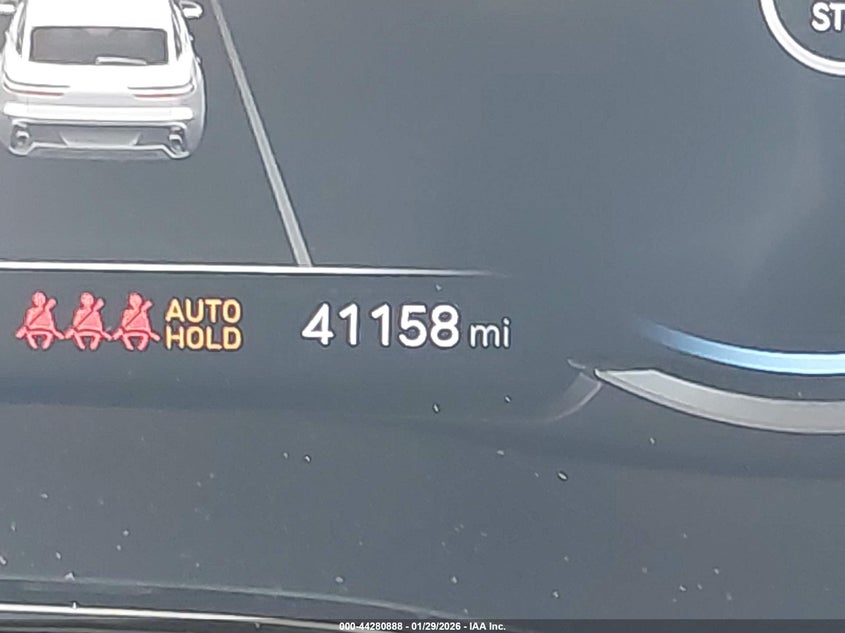 ST
AUTO
HOLD
41158 mi
000-44280888 - 01/29/2026 - IAA Inc.